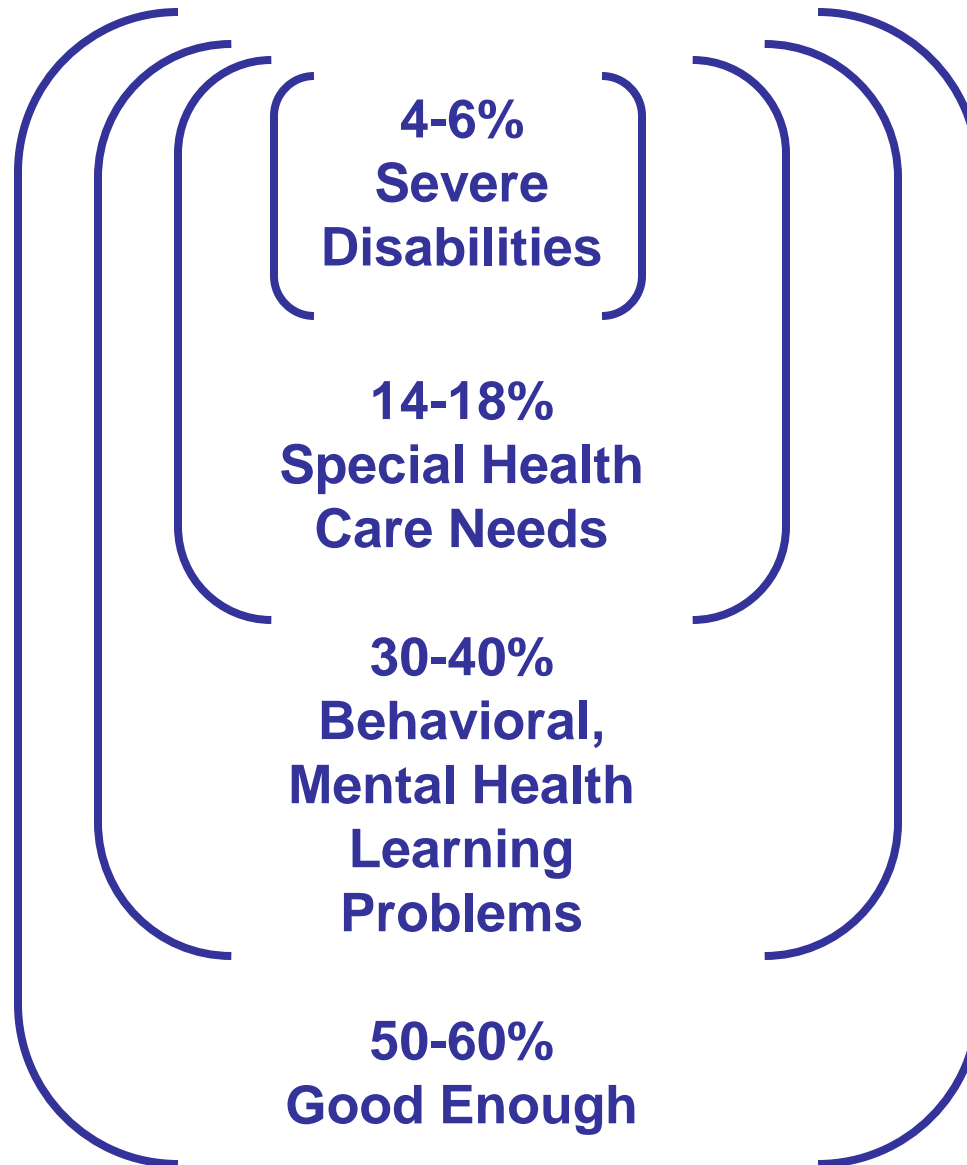 4-6%
Severe
Disabilities
14-18%
Special Health
Care Needs
30-40%
Behavioral,
Mental Health
Learning
Problems
50-60%
Good Enough